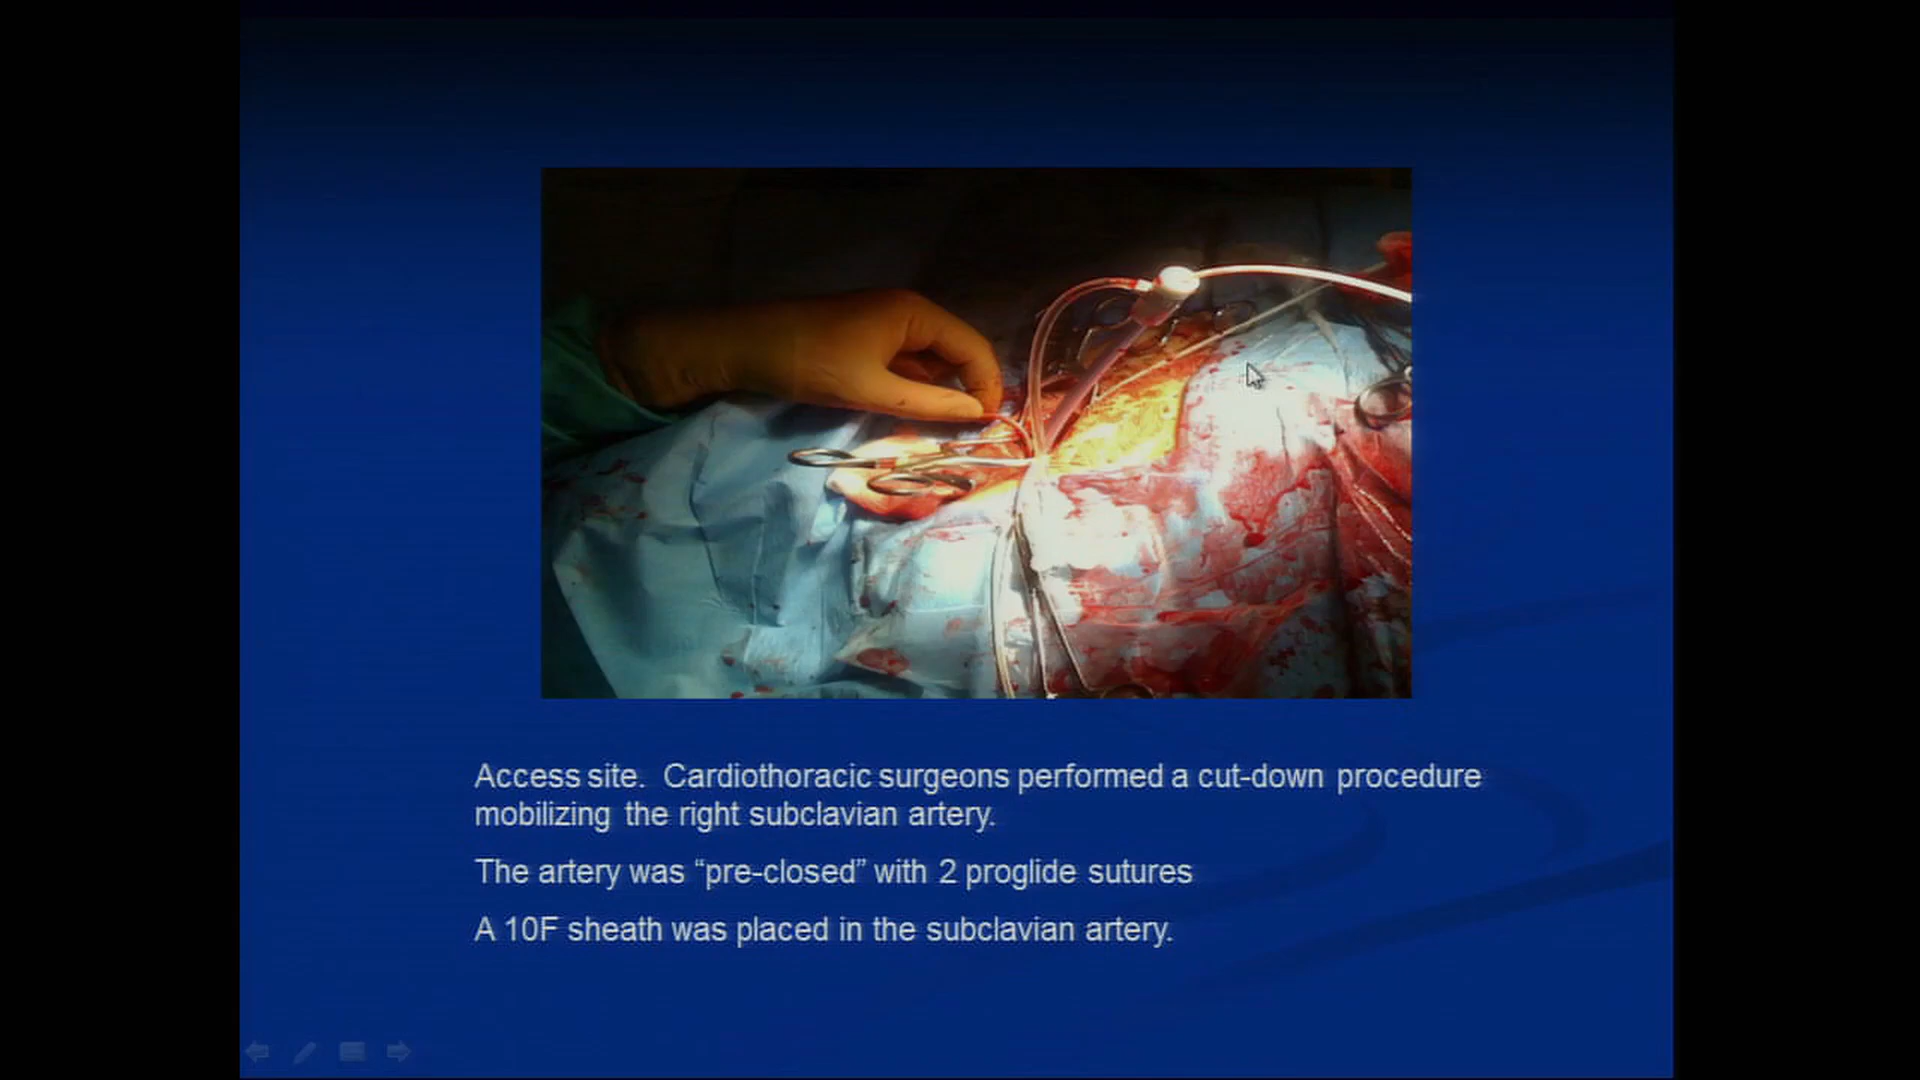 Access site.  Cardiothoracic surgeons performed a cut-down procedure
mobilizing the right subclavian artery.
The artery was “pre-closed” with 2 proglide sutures
A 10F sheath was placed in the subclavian artery.